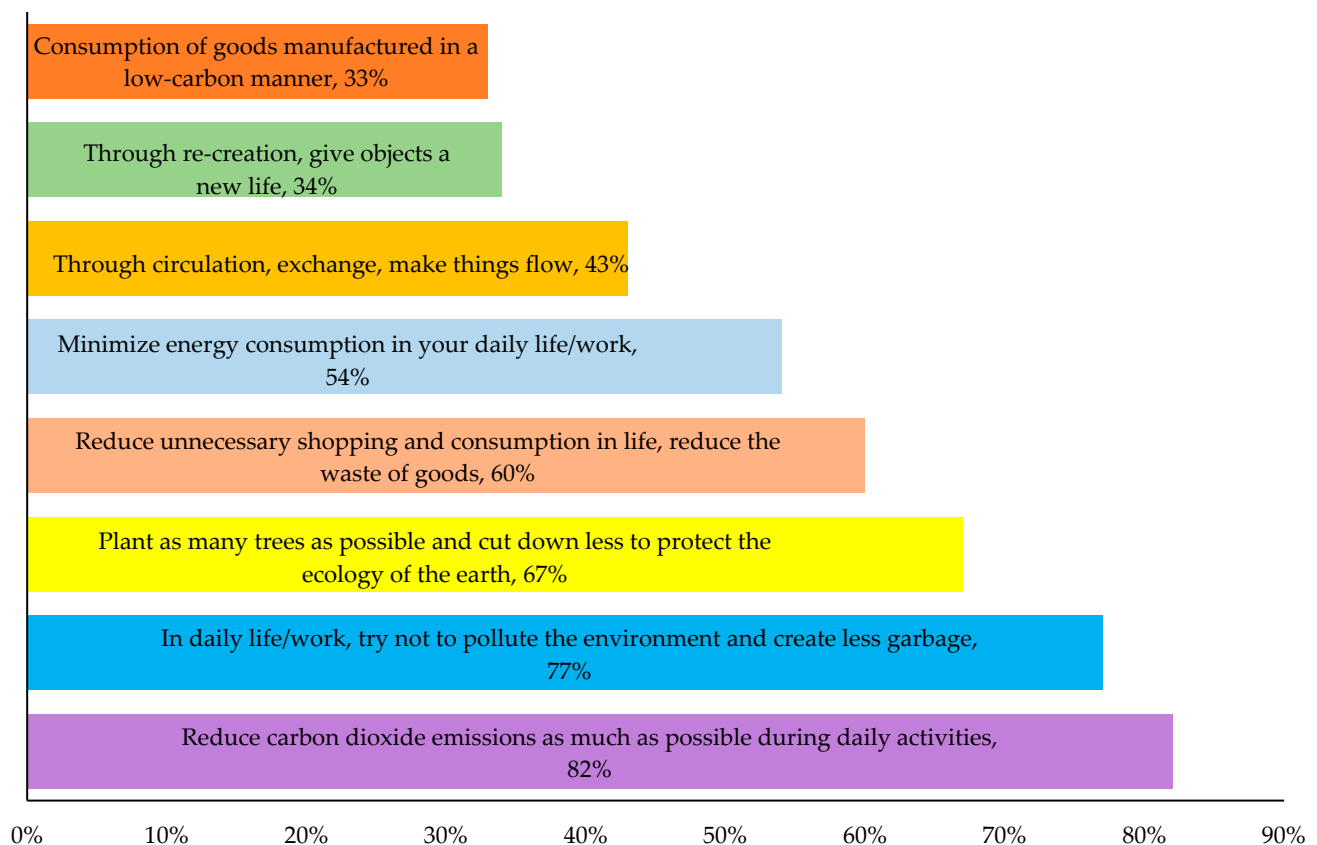 Consumption of goods manufactured in a
low-carbon manner, 33%
Through re-creation, give objects a
new life, 34%
Through circulation, exchange, make things flow, 43%
Minimize energy consumption in your daily life/work,
54%
Reduce unnecessary shopping and consumption in life, reduce the
waste of goods, 60%
Plant as many trees as possible and cut down less to protect the
ecology of the earth, 67%
In daily life/work, try not to pollute the environment and create less garbage,
77%
Reduce carbon dioxide emissions as much as possible during daily activities,
82%
0% 10% 20% 30% 40% 50% 60% 70% 80% 90%